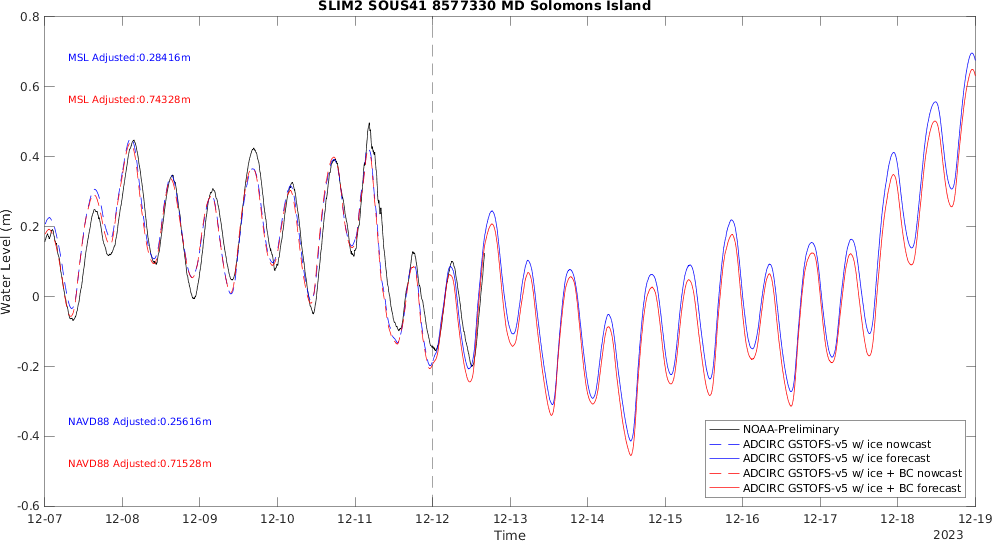 SLIM2 SOUS41 8577330 MD Solomons Island
0.8
0.6
0.4
0.2
0
-0.2
-0.4
-0.6
Water Level (m)
MSL Adjusted:0.28416m
MSL Adjusted:0.74328m
NAVD88 Adjusted:0.25616m
NAVD88 Adjusted:0.71528m
NOAA-Preliminary
ADCIRC GSTOFS-v5 w/ ice nowcast
ADCIRC GSTOFS-v5 w/ ice forecast
ADCIRC GSTOFS-v5 w/ ice + BC nowcast
ADCIRC GSTOFS-v5 w/ ice + BC forecast
12-07 12-08 12-09 12-10 12-11 12-12 12-13 12-14 12-15 12-16 12-17 12-18 12-19
Time
2023